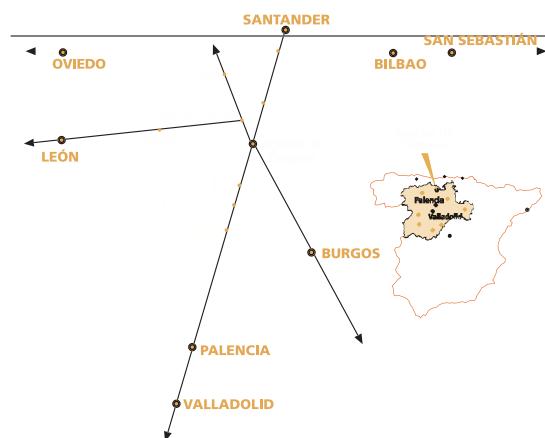 SANTANDER
SAN SEBASTIÁN
OVIEDO
BILBAO
LEÓN
Palencia
Valladolid
BURGOS
PALENCIA
VALLADOLID